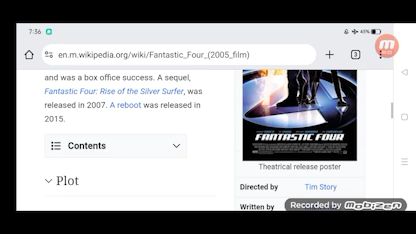 7:36
45%
en.m.wikipedia.org/wiki/Fantastic_Four_(2005_film)
3
and was a box office success. A sequel,
Fantastic Four: Rise of the Silver Surfer, was
released in 2007. A reboot was released in
2015.
Contents
Plot
FANTASTIC FOUR
Theatrical release poster
Directed by Tim Story
Written by
Recorded by MOBIZEN